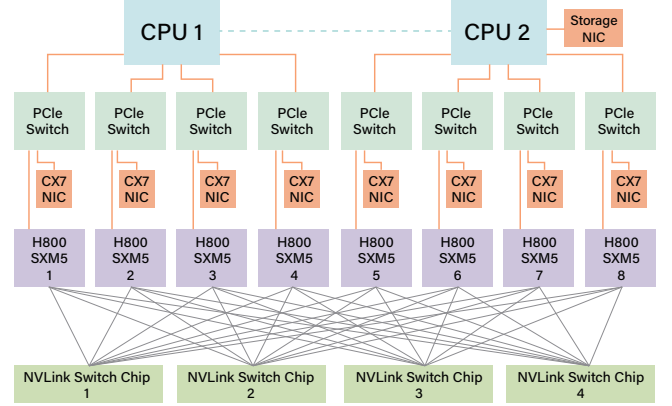 CPU 1
CPU 2
Storage
NIC
PCIe
Switch
PCIe
Switch
PCIe
Switch
PCIe
Switch
PCIe
Switch
PCIe
Switch
PCIe
Switch
PCIe
Switch
CX7
NIC
CX7
NIC
CX7
NIC
CX7
NIC
CX7
NIC
CX7
NIC
CX7
NIC
CX7
NIC
H800
SXM5
1
H800
SXM5
2
H800
SXM5
3
H800
SXM5
4
H800
SXM5
5
H800
SXM5
6
H800
SXM5
7
H800
SXM5
8
NVLink Switch Chip
1
NVLink Switch Chip
2
NVLink Switch Chip
3
NVLink Switch Chip
4